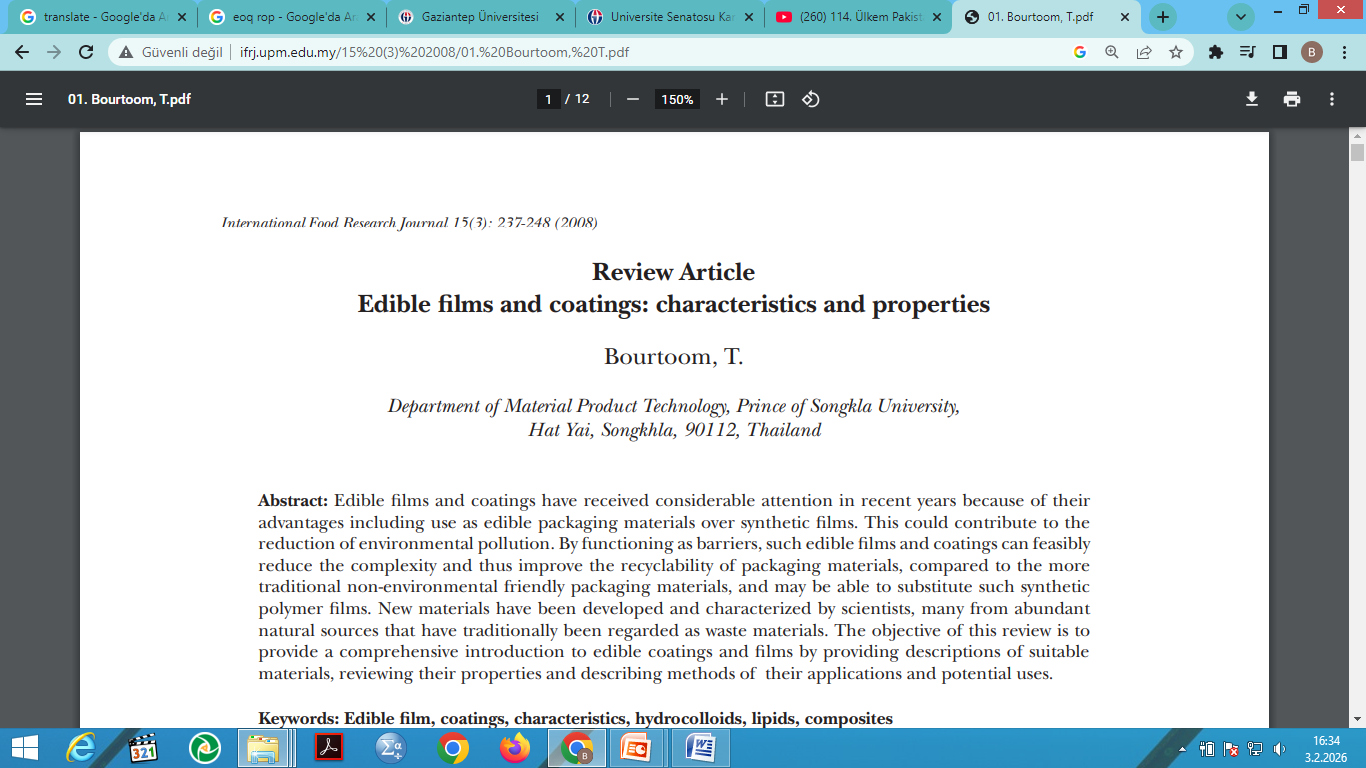 translate - Google'da A
eoq rop - Google'da Ar
Gaziantep Üniversitesi
Universite Senatosu Kar
(260) 114. Ülkem Pakist
01. Bourtoom, T.pdf
Güvenli değil
ifrj.upm.edu.my/15%20(3)%202008/01.%20Bourtoom,%20T.pdf
B
01. Bourtoom, T.pdf
1 / 12
150%
International Food Research Journal 15(3): 237-248 (2008)
Review Article
Edible films and coatings: characteristics and properties
Bourtoom, T.
Department of Material Product Technology, Prince of Songkla University,
Hat Yai, Songkhla, 90112, Thailand
Abstract: Edible films and coatings have received considerable attention in recent years because of their
advantages including use as edible packaging materials over synthetic films. This could contribute to the
reduction of environmental pollution. By functioning as barriers, such edible films and coatings can feasibly
reduce the complexity and thus improve the recyclability of packaging materials, compared to the more
traditional non-environmental friendly packaging materials, and may be able to substitute such synthetic
polymer films. New materials have been developed and characterized by scientists, many from abundant
natural sources that have traditionally been regarded as waste materials. The objective of this review is to
provide a comprehensive introduction to edible coatings and films by providing descriptions of suitable
materials, reviewing their properties and describing methods of their applications and potential uses.
Keywords: Edible film, coatings, characteristics, hydrocolloids, lipids, composites
321
Σα
B
16:34
3.2.2026